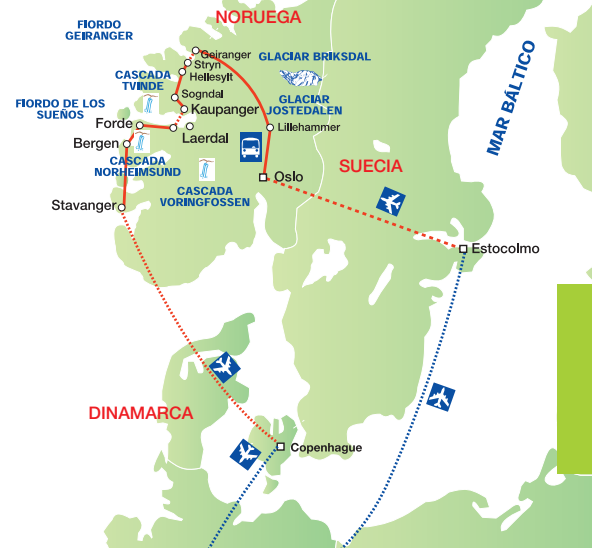 NORUEGA
FIORDO
GEIRANGER
Geiranger
GLACIAR BRIKSDAL
Stryn
CASCADA
TVINDE
Hellesylt
MAR BÁLTICO
FIORDO DE LOS
SUEÑOS
Sogndal
GLACIAR
JOSTEDALEN
Kaupanger
Forde
Laerdal
Lillehammer
Bergen
CASCADA
NORHEIMSUND
SUECIA
Oslo
CASCADA
VORINGFOSSEN
Stavanger
Estocolmo
DINAMARCA
Copenhague